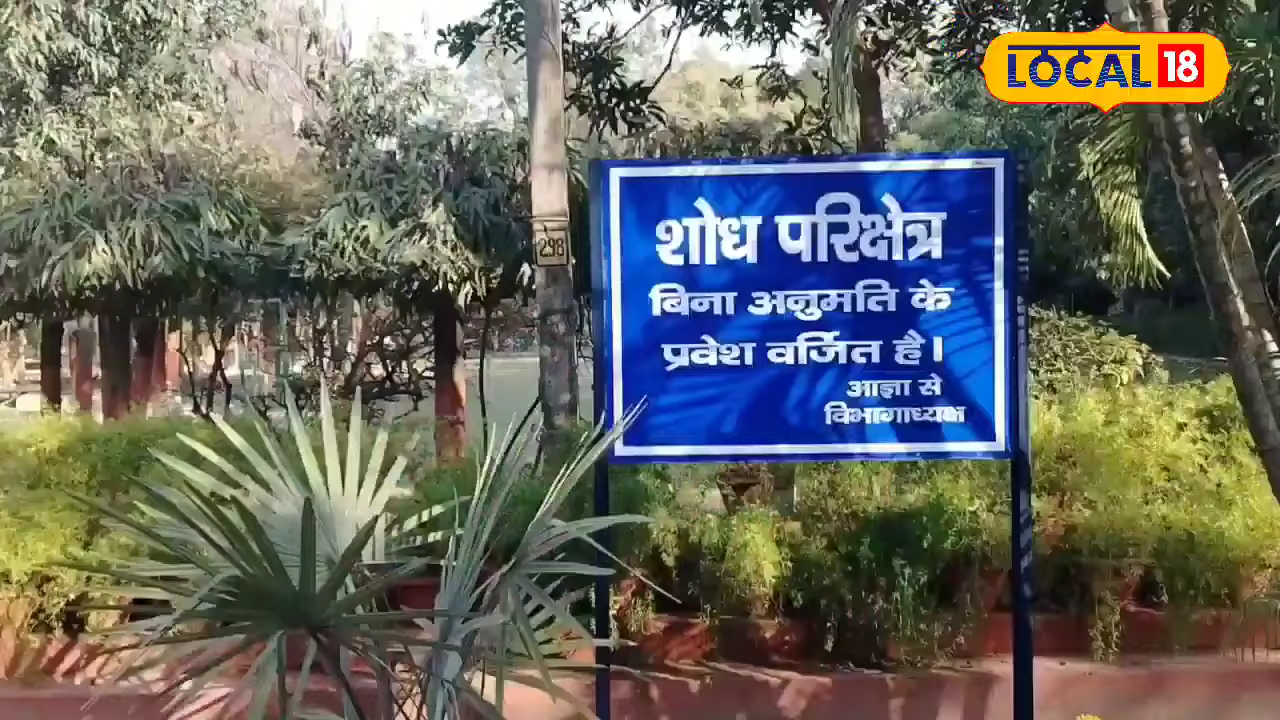 LOCAL 18
298
शोध परिक्षेत्र
बिना अनुमति के
प्रवेश वर्जित है।
आज्ञा से
विभागाध्यक्ष